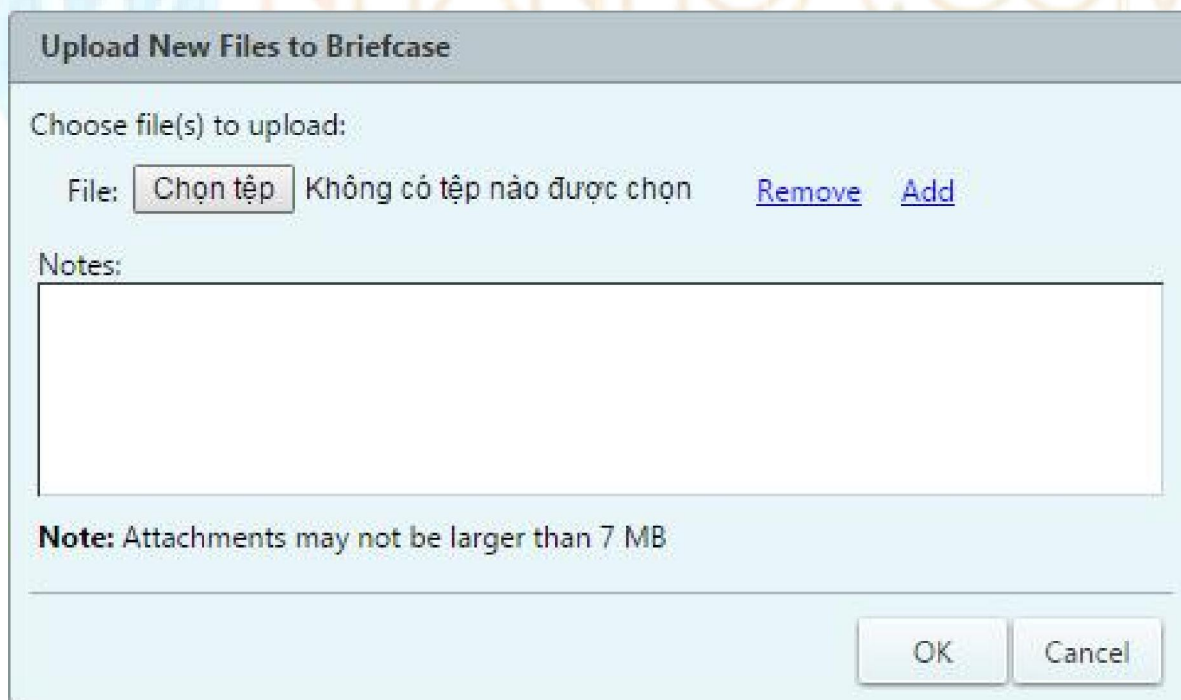 Upload New Files to Briefcase
Choose file(s) to upload:
File: Chọn tệp Không có tệp nào được chọn Remove Add
Notes:
Note: Attachments may not be larger than 7 MB
OK Cancel